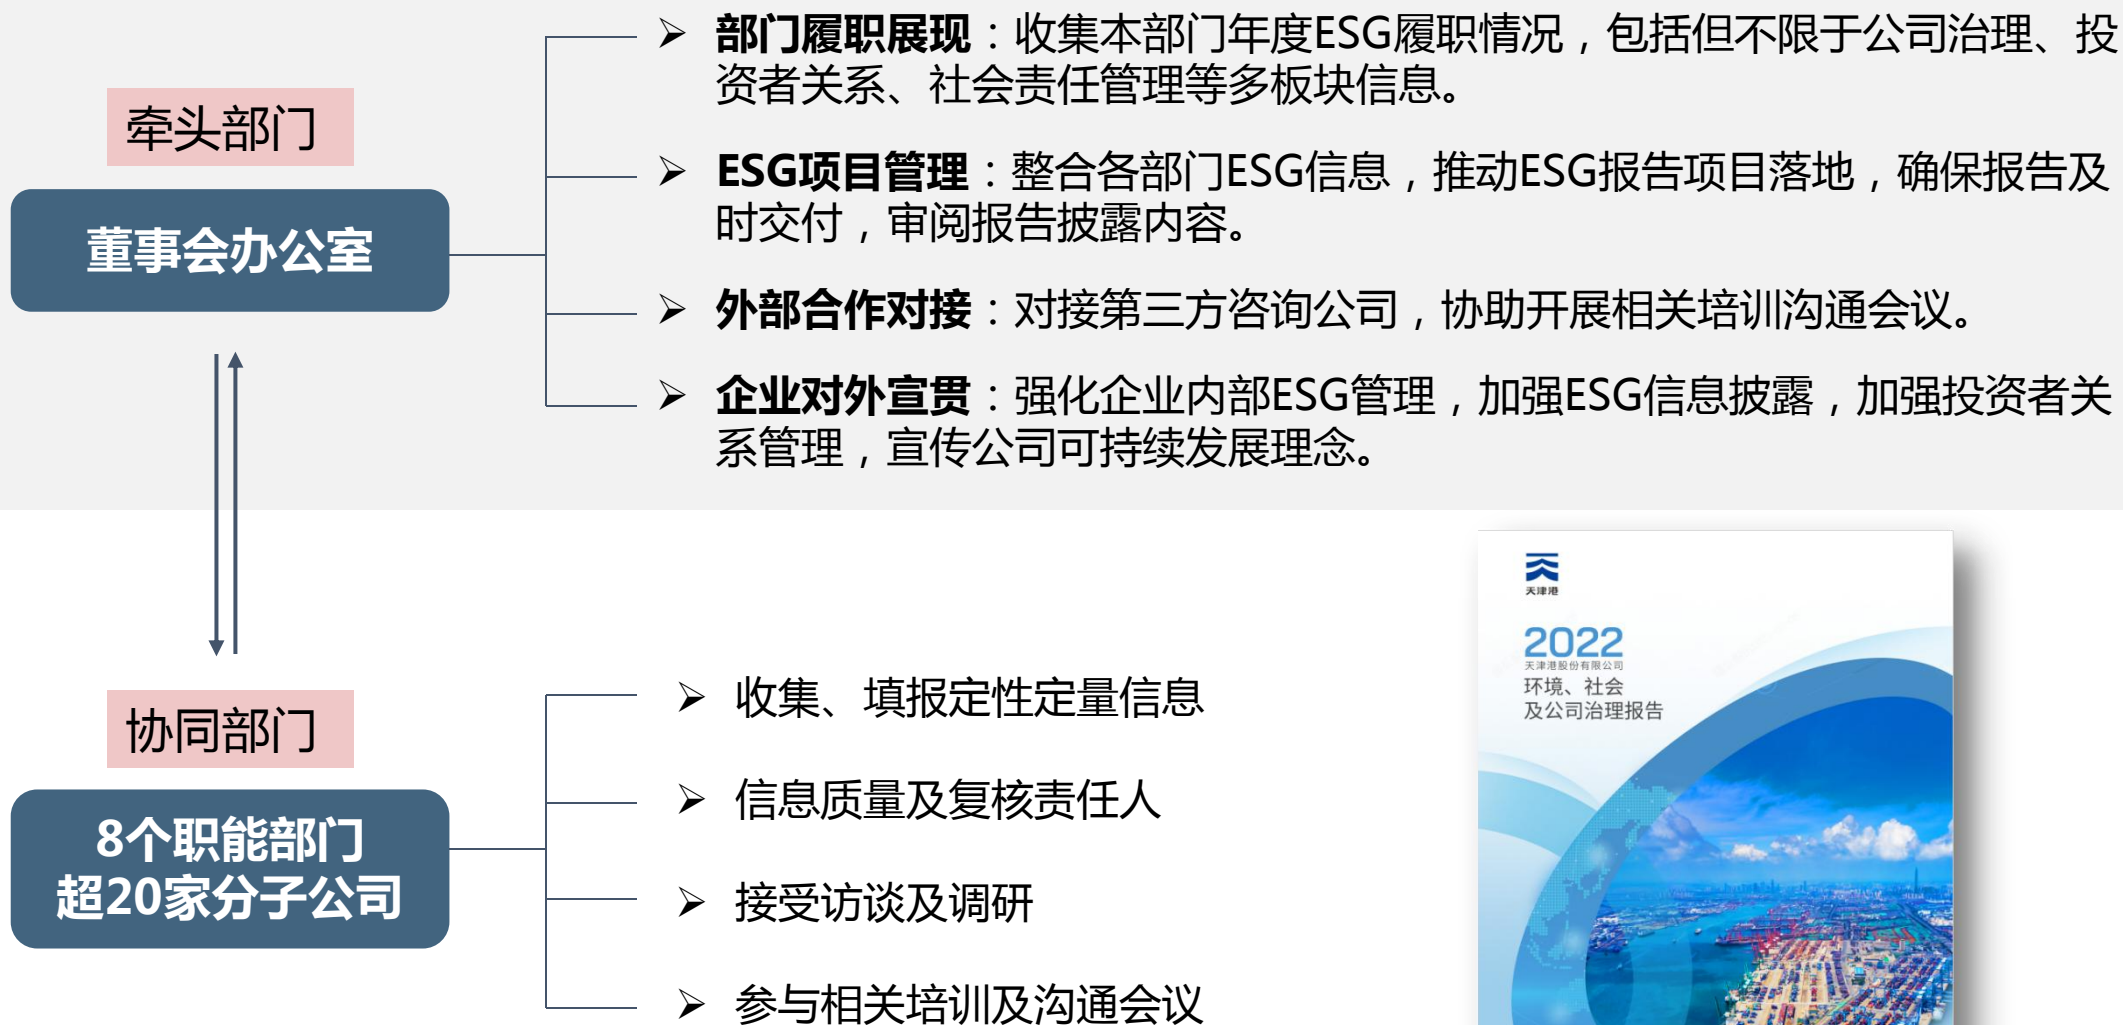 牵头部门
董事会办公室
➢ 部门履职展现：收集本部门年度ESG履职情况，包括但不限于公司治理、投
资者关系、社会责任管理等多板块信息。
➢ ESG项目管理：整合各部门ESG信息，推动ESG报告项目落地，确保报告及
时交付，审阅报告披露内容。
➢ 外部合作对接：对接第三方咨询公司，协助开展相关培训沟通会议。
➢ 企业对外宣贯：强化企业内部ESG管理，加强ESG信息披露，加强投资者关
系管理，宣传公司可持续发展理念。
协同部门
8个职能部门
超20家分子公司
➢ 收集、填报定性定量信息
➢ 信息质量及复核责任人
➢ 接受访谈及调研
➢ 参与相关培训及沟通会议
天津港
2022
天津港股份有限公司
环境、社会
及公司治理报告